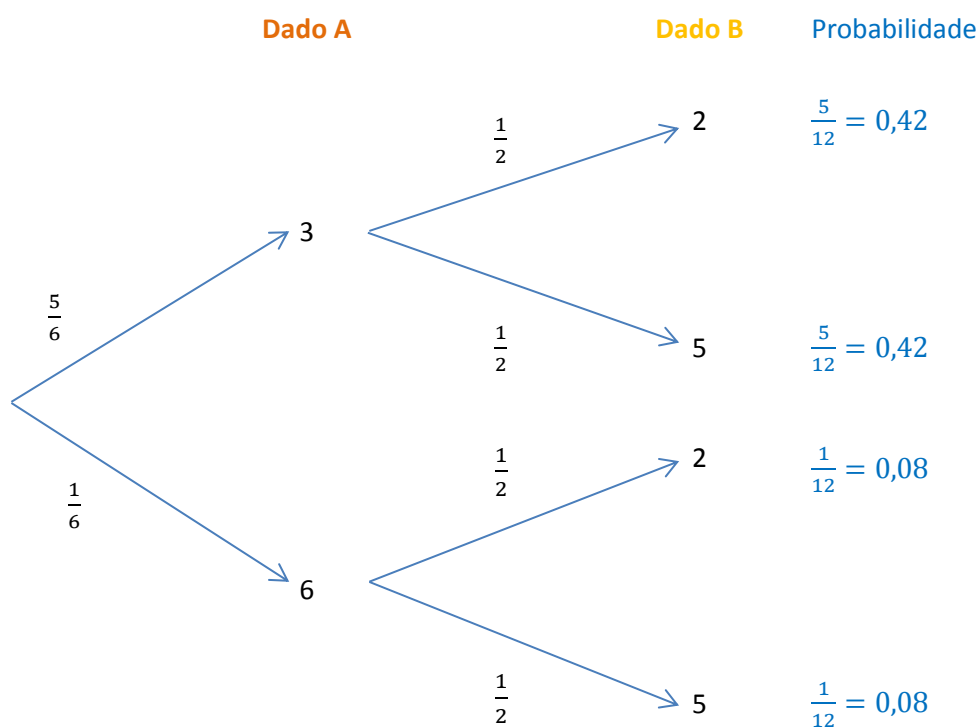 Dado A Dado B Probabilidade
1/2 2 5/12 = 0,42
3
5/6
1/2 5 5/12 = 0,42
1/2 2 1/12 = 0,08
1/6
6
1/2 5 1/12 = 0,08